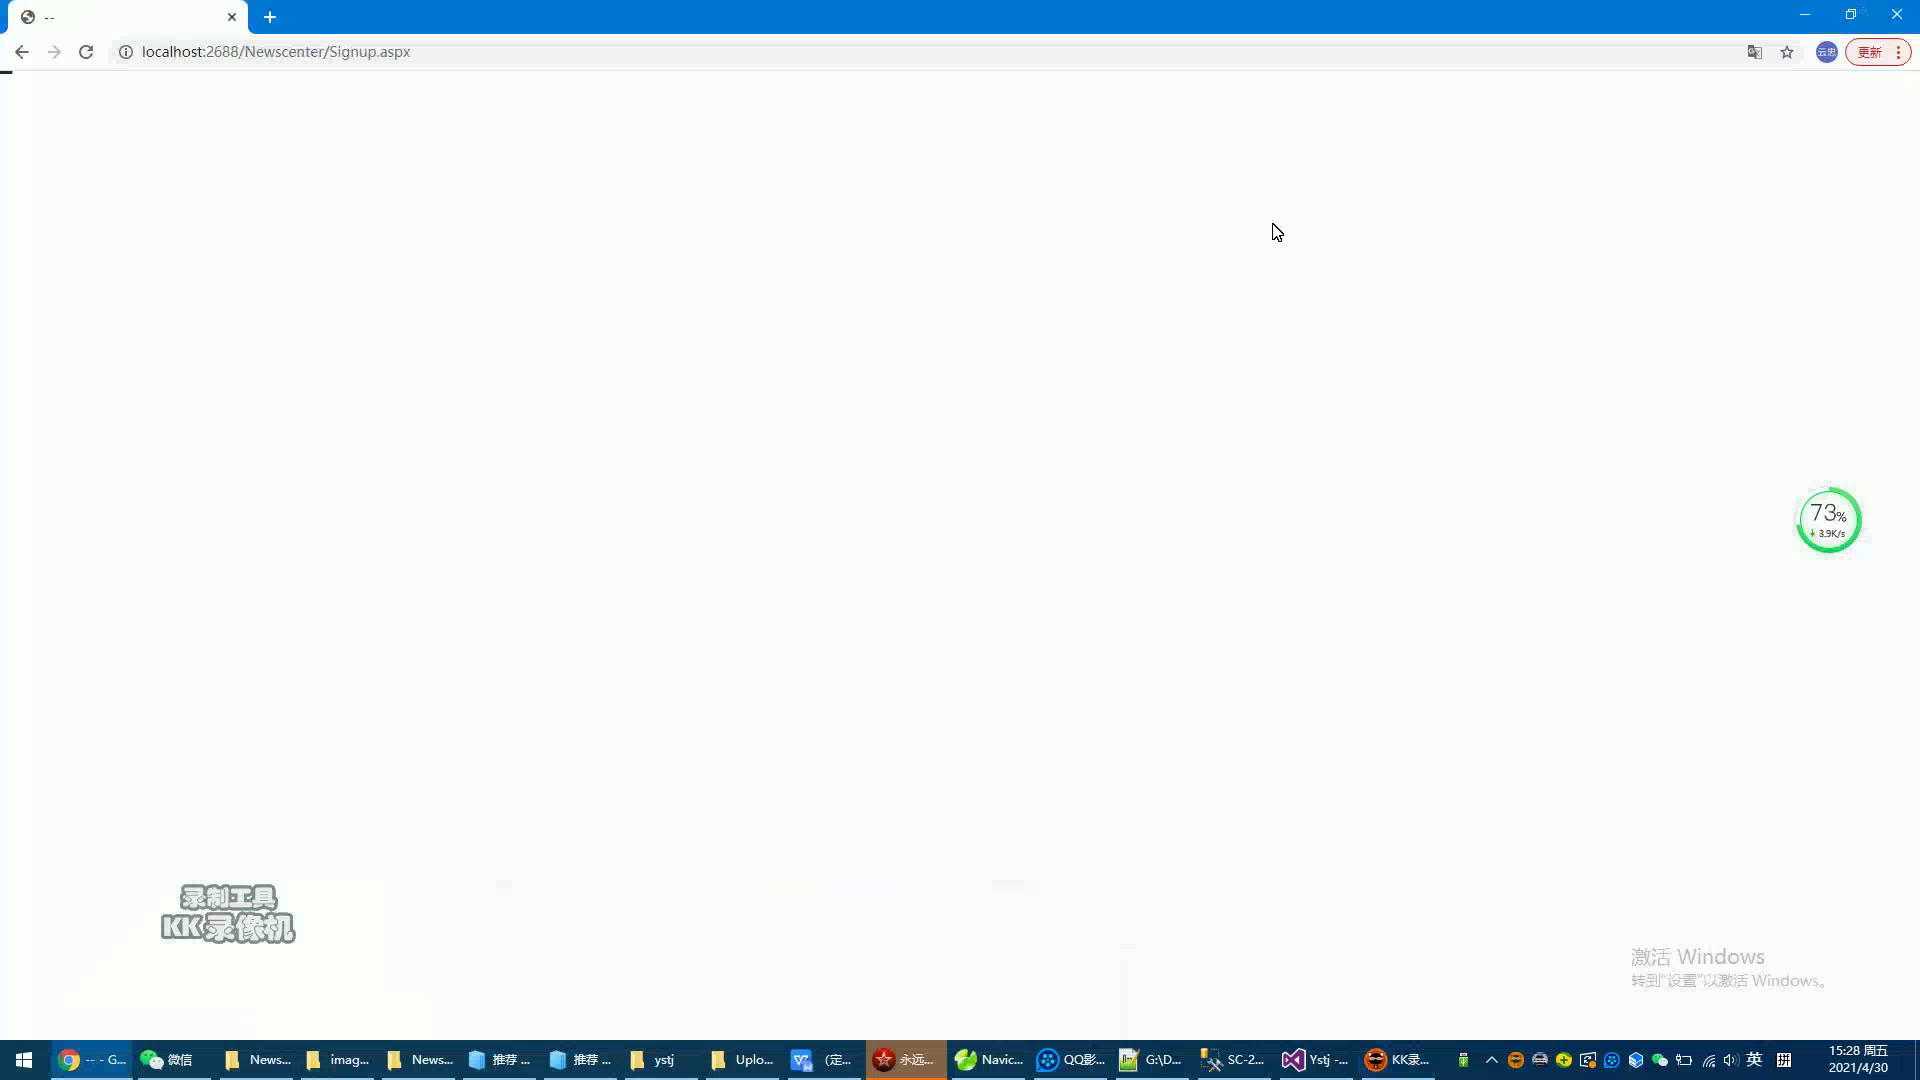 --
localhost:2688/Newscenter/Signup.aspx
云忠
更新
73%
3.9K/s
录制工具
KK录像机
激活 Windows
转到“设置”以激活 Windows。
-- - G...
微信
News...
imag...
News...
推荐 ...
推荐 ...
ystj
Uplo...
(定...
永远...
Navic...
QQ影...
G:\D...
SC-2...
Ystj -...
KK录...
英
拼
15:28 周五
2021/4/30